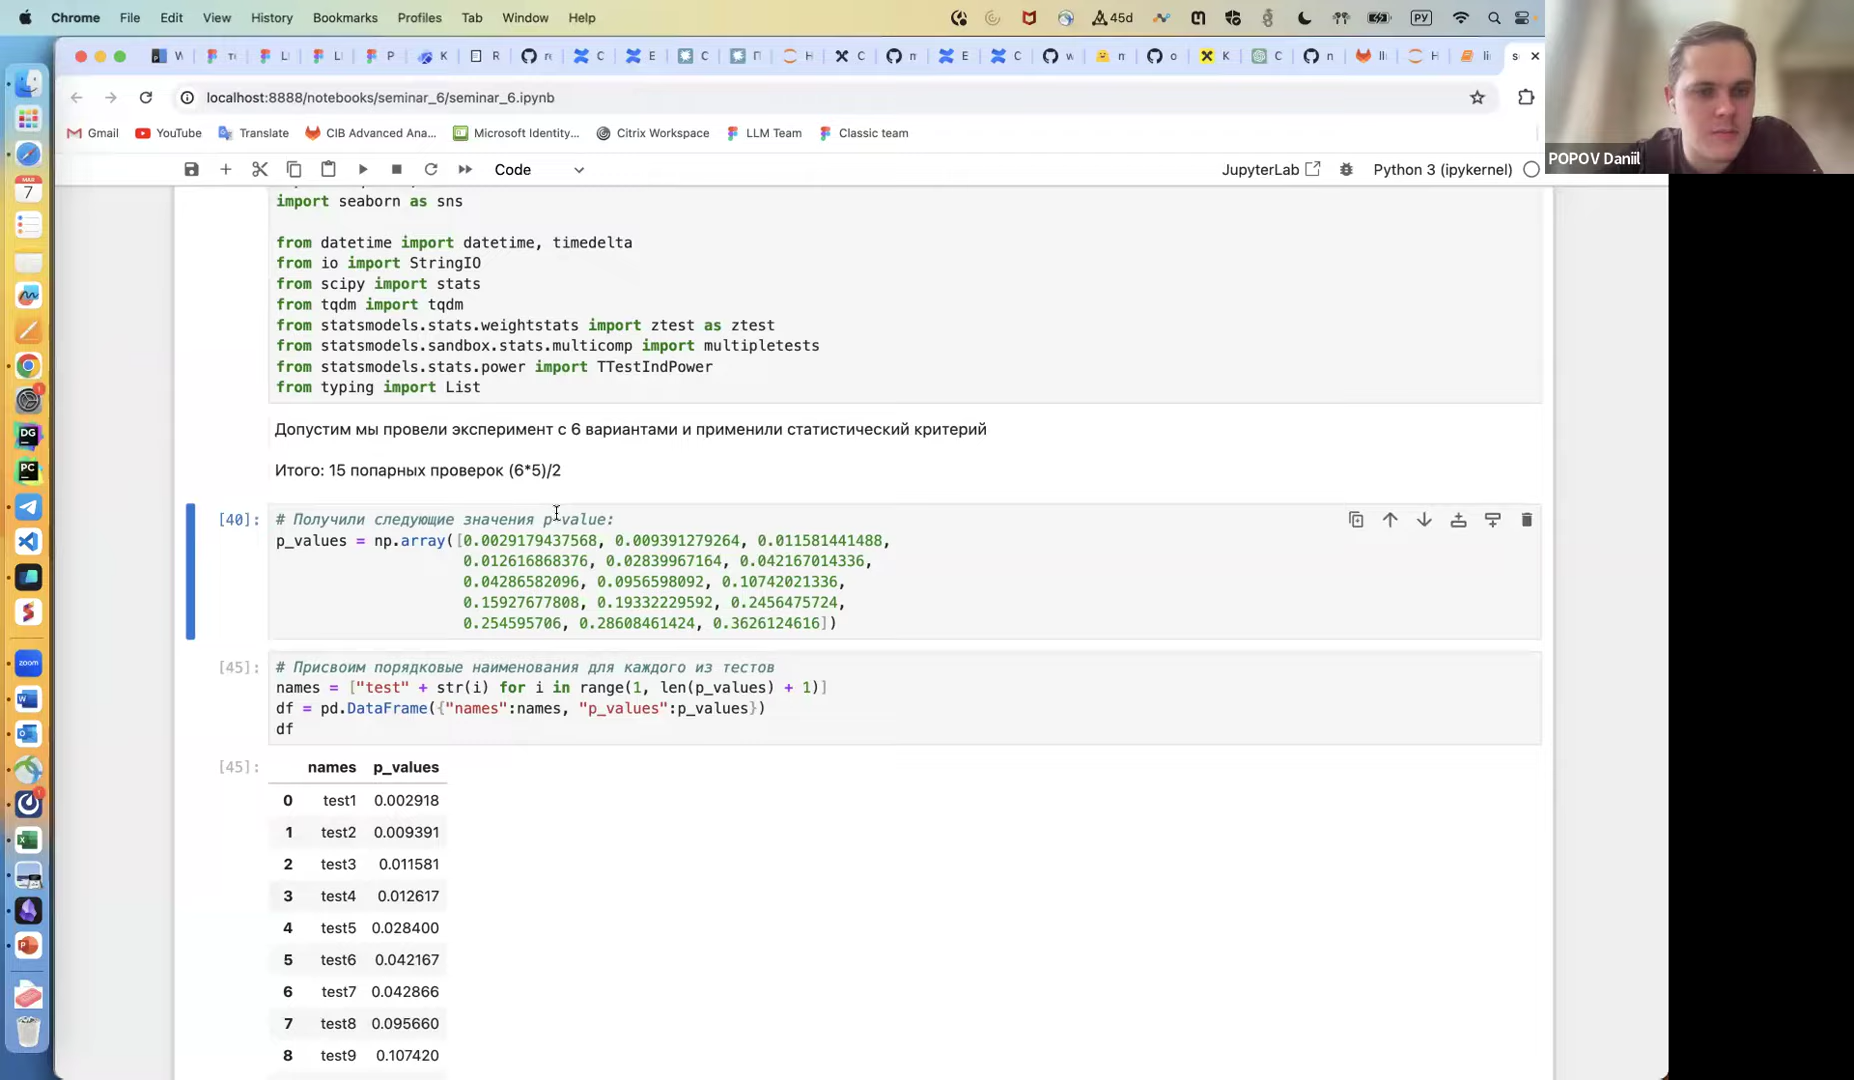 Chrome File Edit View History Bookmarks Profiles Tab Window Help 45d РУ
MAR
7
localhost:8888/notebooks/seminar_6/seminar_6.ipynb
Gmail YouTube Translate CIB Advanced Ana... Microsoft Identity... Citrix Workspace LLM Team Classic team
POPOV Daniil
Code JupyterLab Python 3 (ipykernel)
import seaborn as sns
from datetime import datetime, timedelta
from io import StringIO
from scipy import stats
from tqdm import tqdm
from statsmodels.stats.weightstats import ztest as ztest
from statsmodels.sandbox.stats.multicomp import multipletests
from statsmodels.stats.power import TTestIndPower
from typing import List
Допустим мы провели эксперимент с 6 вариантами и применили статистический критерий
Итого: 15 попарных проверок (6*5)/2
[40]: # Получили следующие значения p-value:
p_values = np.array([0.0029179437568, 0.009391279264, 0.011581441488,
0.012616868376, 0.02839967164, 0.042167014336,
0.04286582096, 0.0956598092, 0.10742021336,
0.15927677808, 0.19332229592, 0.2456475724,
0.254595706, 0.28608461424, 0.3626124616])
[45]: # Присвоим порядковые наименования для каждого из тестов
names = ["test" + str(i) for i in range(1, len(p_values) + 1)]
df = pd.DataFrame({"names":names, "p_values":p_values})
df
[45]: names p_values
0 test1 0.002918
1 test2 0.009391
2 test3 0.011581
3 test4 0.012617
4 test5 0.028400
5 test6 0.042167
6 test7 0.042866
7 test8 0.095660
8 test9 0.107420